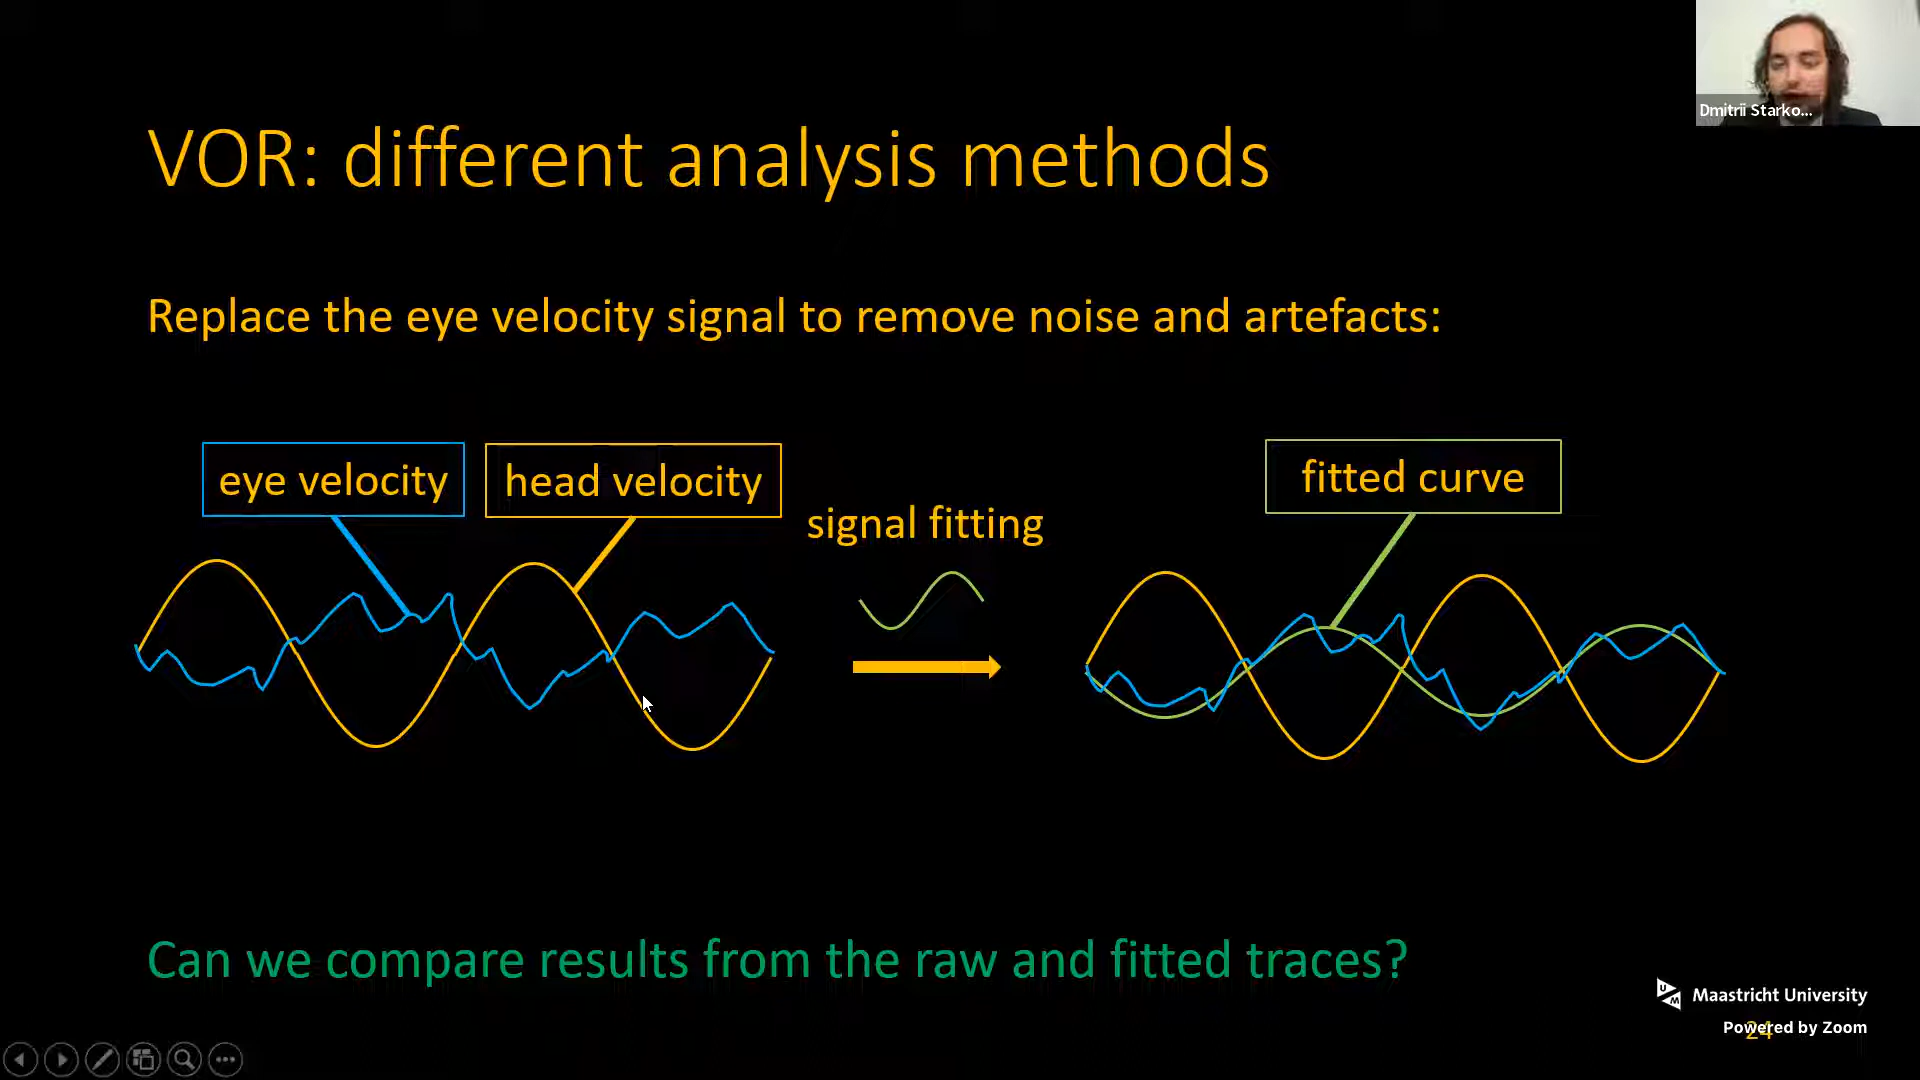 Dmitrii Starko...
VOR: different analysis methods
Replace the eye velocity signal to remove noise and artefacts:
eye velocity
head velocity
fitted curve
signal fitting
Can we compare results from the raw and fitted traces?
UM
Maastricht University
Powered by Zoom
24